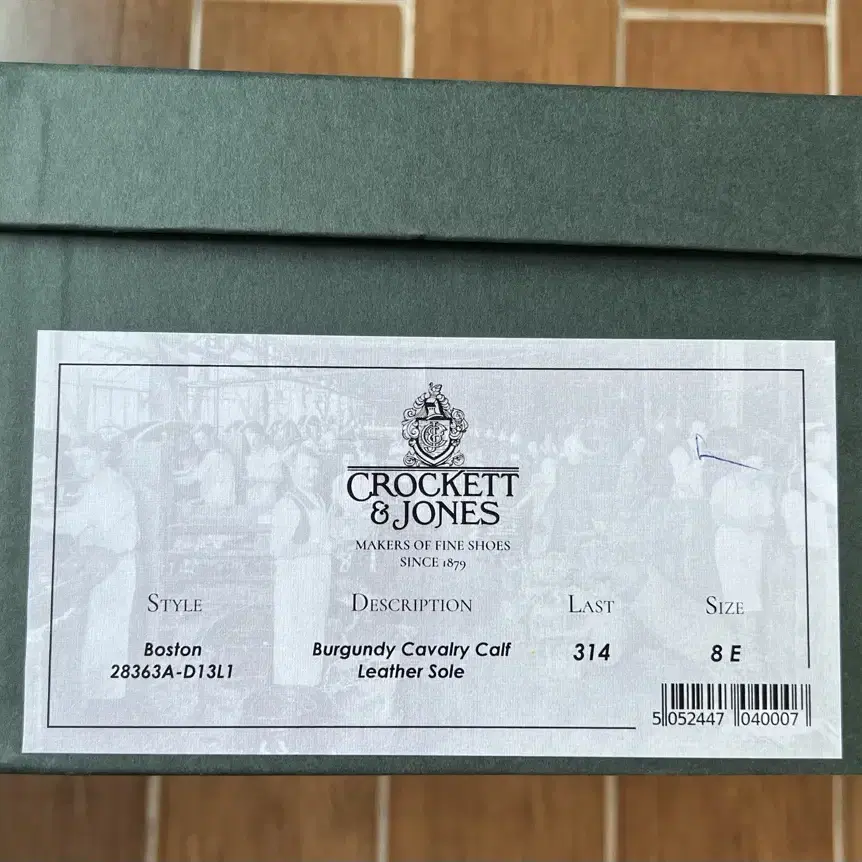 CROCKETT
& JONES
MAKERS OF FINE SHOES
SINCE 1879
STYLE DESCRIPTION LAST SIZE
Boston Burgundy Cavalry Calf 314 8 E
28363A-D13L1 Leather Sole
5 052447 040007